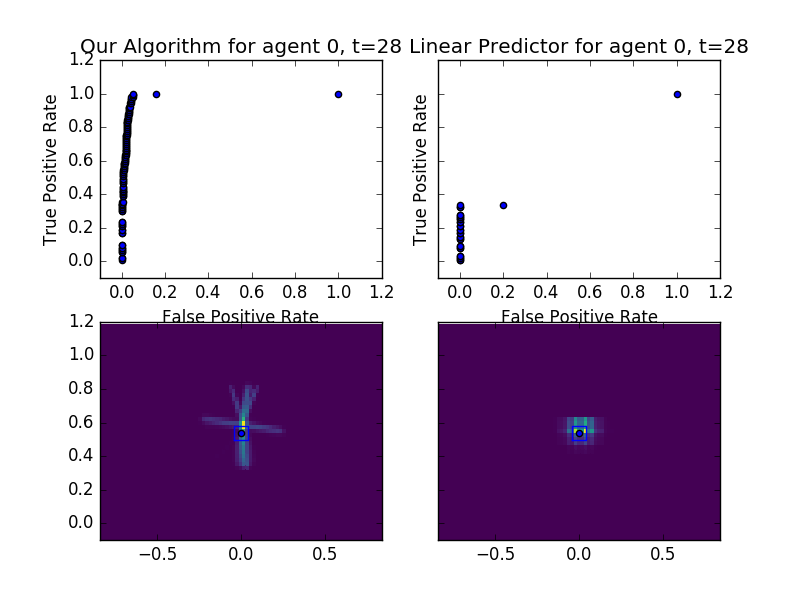 Our Algorithm for agent 0, t=28 Linear Predictor for agent 0, t=28
1.2
1.0
0.8
0.6
0.4
0.2
0.0
True Positive Rate
True Positive Rate
0.0 0.2 0.4 0.6 0.8 1.0 1.2
0.0 0.2 0.4 0.6 0.8 1.0 1.2
False Positive Rate
False Positive Rate
1.2
1.0
0.8
0.6
0.4
0.2
0.0
−0.5 0.0 0.5
−0.5 0.0 0.5